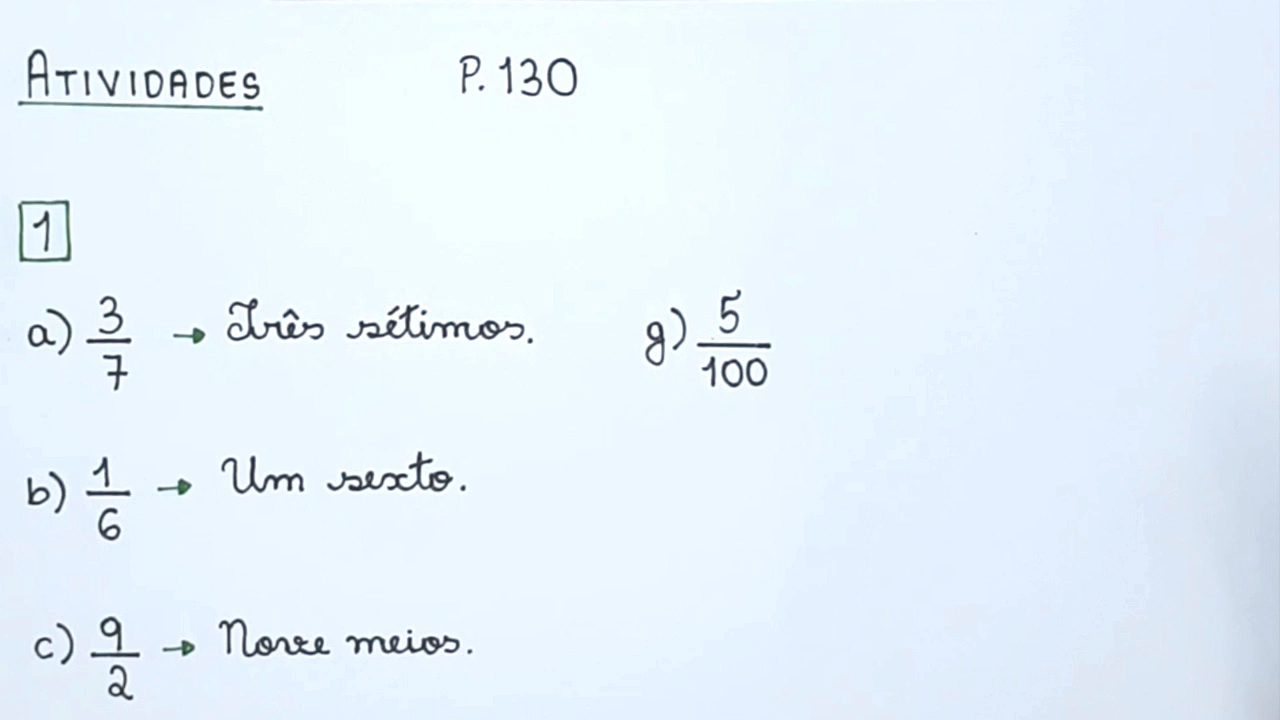 ATIVIDADES P. 130
1
a) 3/7 → Três sétimos.
g) 5/100
b) 1/6 → Um sexto.
c) 9/2 → Nove meios.